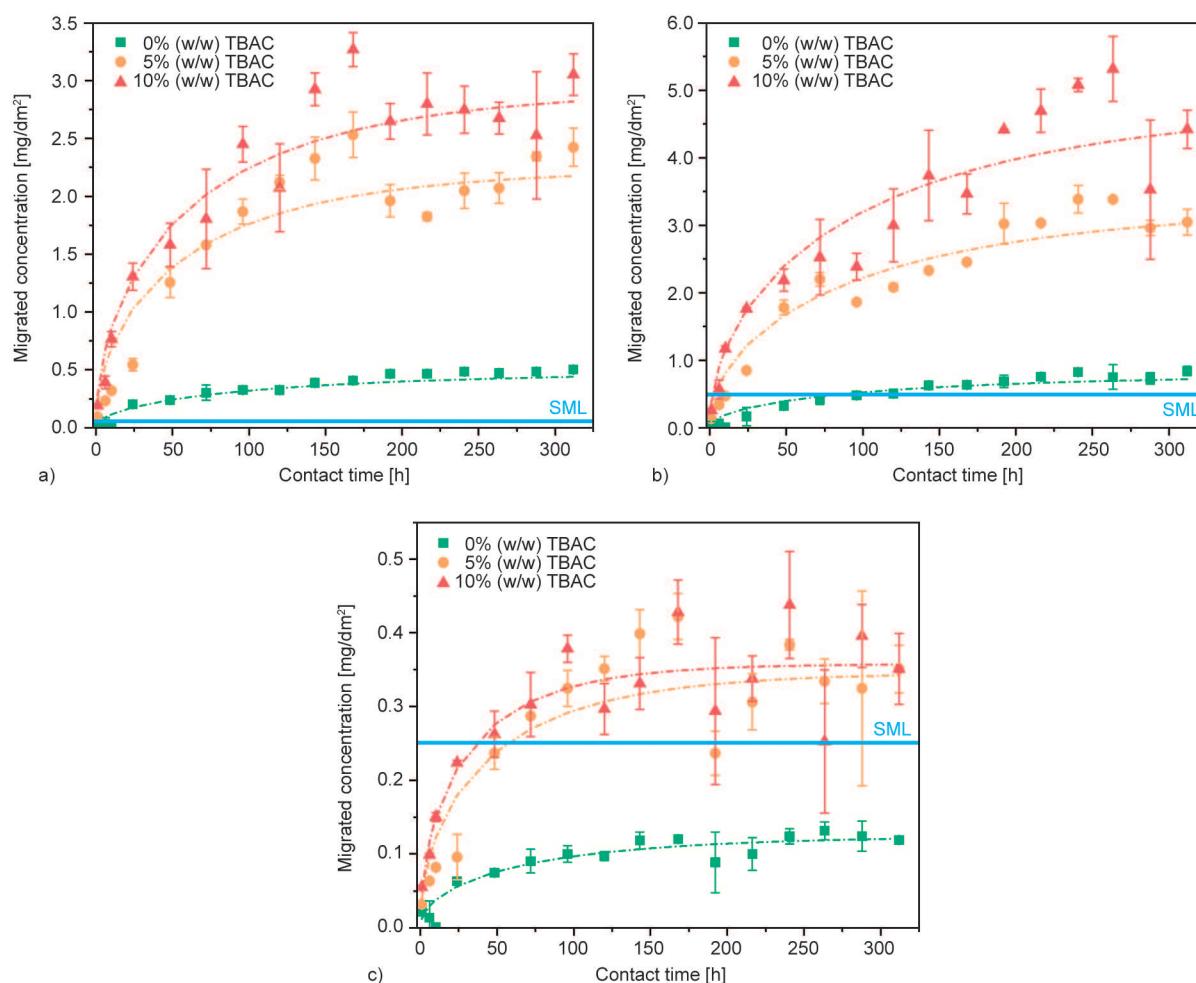 3.5
3.0
2.5
2.0
1.5
1.0
0.5
0.0
Migrated concentration [mg/dm²]
0% (w/w) TBAC
5% (w/w) TBAC
10% (w/w) TBAC
SML
0 50 100 150 200 250 300
Contact time [h]
a)
6.0
5.0
4.0
3.0
2.0
1.0
0.0
Migrated concentration [mg/dm²]
0% (w/w) TBAC
5% (w/w) TBAC
10% (w/w) TBAC
SML
0 50 100 150 200 250 300
Contact time [h]
b)
0.5
0.4
0.3
0.2
0.1
0.0
Migrated concentration [mg/dm²]
0% (w/w) TBAC
5% (w/w) TBAC
10% (w/w) TBAC
SML
0 50 100 150 200 250 300
Contact time [h]
c)